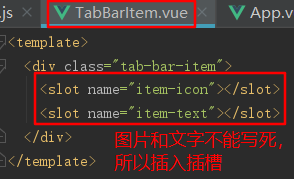 .js
TabBarItem.vue
App.v
<template>
<div class="tab-bar-item">
<slot name="item-icon"></slot>
<slot name="item-text"></slot>
</div>
</template>
图片和文字不能写死，
所以插入插槽